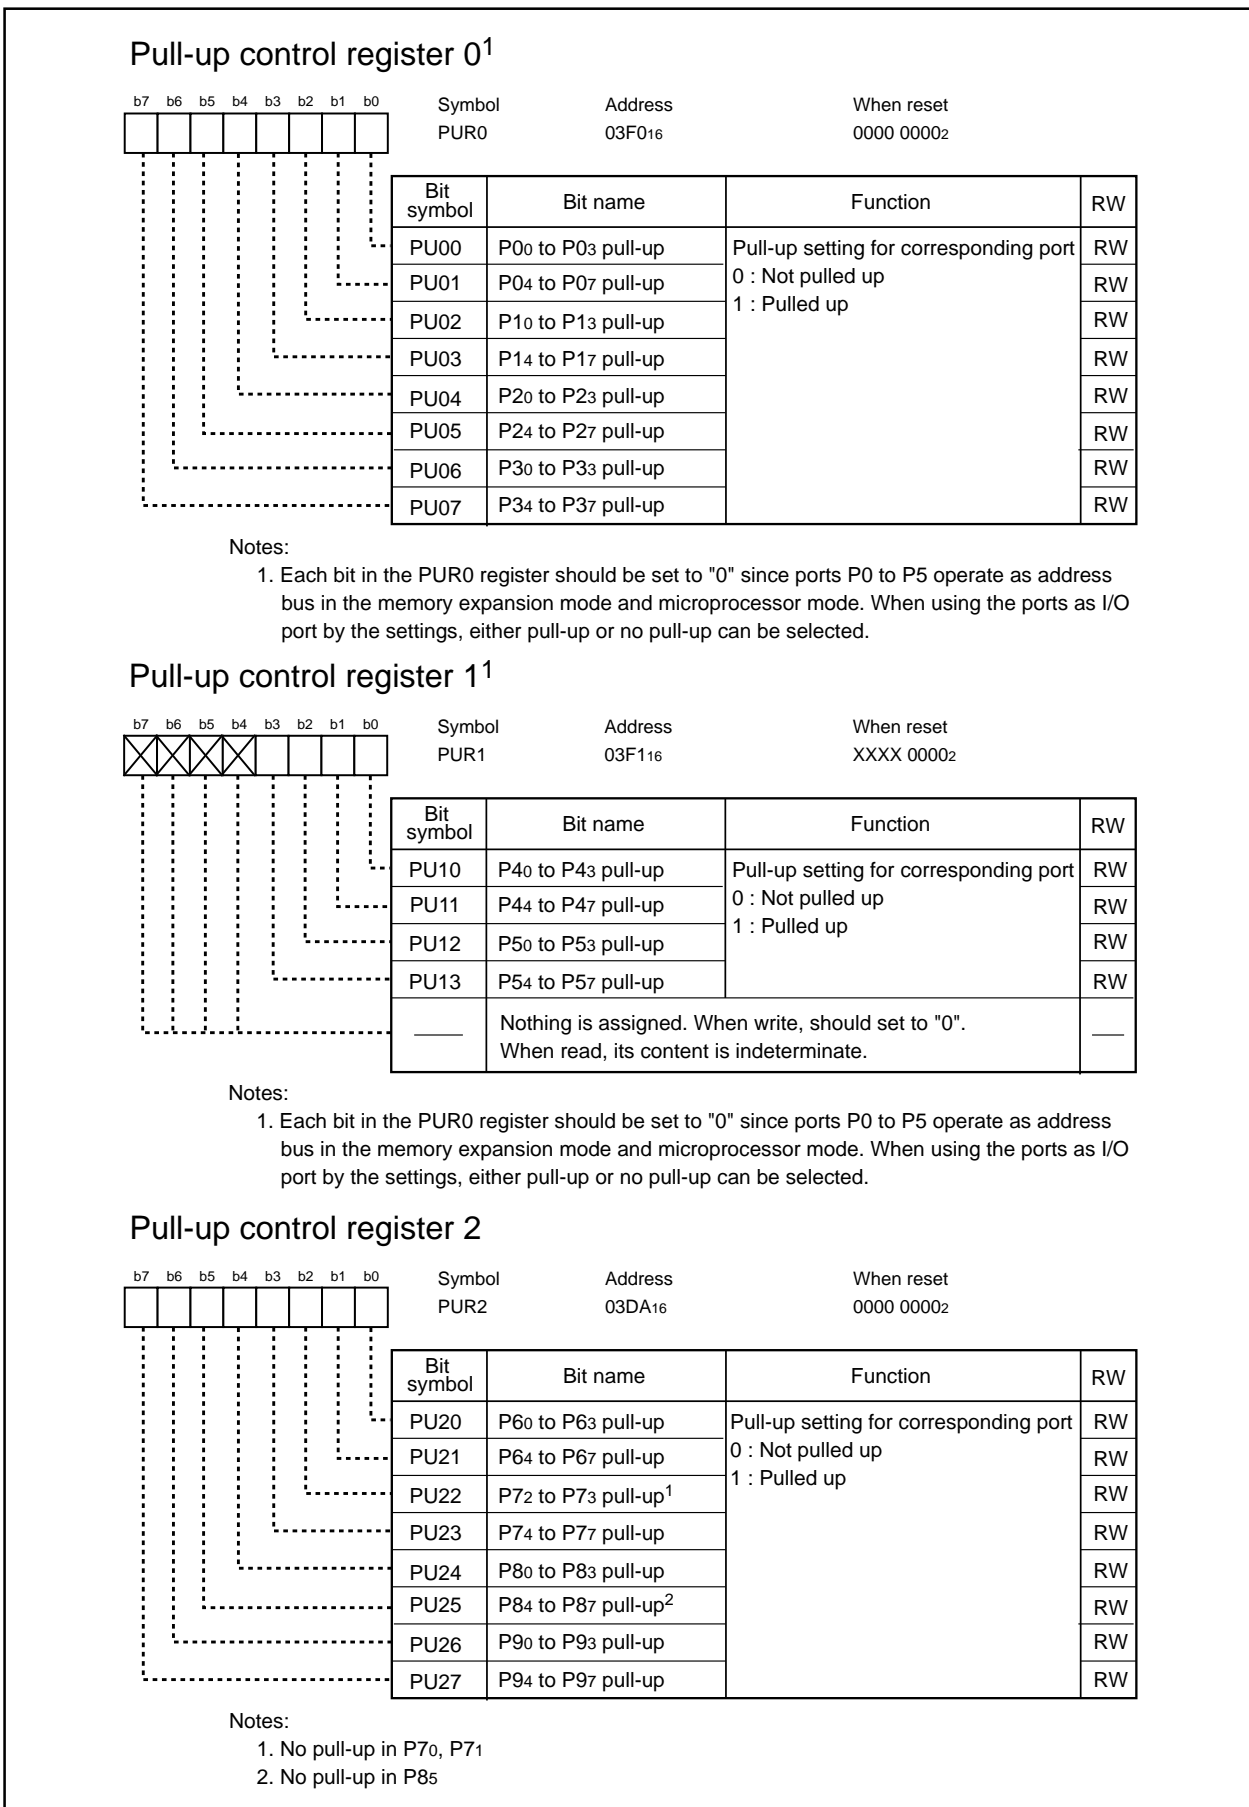 Pull-up control register 0¹
b7 b6 b5 b4 b3 b2 b1 b0 Symbol Address When reset
PUR0 03F0₁₆ 0000 0000₂
Bit symbol Bit name Function RW
PU00 P0₀ to P0₃ pull-up Pull-up setting for corresponding port RW
0 : Not pulled up
PU01 P0₄ to P0₇ pull-up RW
1 : Pulled up
PU02 P1₀ to P1₃ pull-up RW
PU03 P1₄ to P1₇ pull-up RW
PU04 P2₀ to P2₃ pull-up RW
PU05 P2₄ to P2₇ pull-up RW
PU06 P3₀ to P3₃ pull-up RW
PU07 P3₄ to P3₇ pull-up RW
Notes:
1. Each bit in the PUR0 register should be set to "0" since ports P0 to P5 operate as address
bus in the memory expansion mode and microprocessor mode. When using the ports as I/O
port by the settings, either pull-up or no pull-up can be selected.
Pull-up control register 1¹
b7 b6 b5 b4 b3 b2 b1 b0 Symbol Address When reset
PUR1 03F1₁₆ XXXX 0000₂
Bit symbol Bit name Function RW
PU10 P4₀ to P4₃ pull-up Pull-up setting for corresponding port RW
0 : Not pulled up
PU11 P4₄ to P4₇ pull-up RW
1 : Pulled up
PU12 P5₀ to P5₃ pull-up RW
PU13 P5₄ to P5₇ pull-up RW
Nothing is assigned. When write, should set to "0".
When read, its content is indeterminate.
Notes:
1. Each bit in the PUR0 register should be set to "0" since ports P0 to P5 operate as address
bus in the memory expansion mode and microprocessor mode. When using the ports as I/O
port by the settings, either pull-up or no pull-up can be selected.
Pull-up control register 2
b7 b6 b5 b4 b3 b2 b1 b0 Symbol Address When reset
PUR2 03DA₁₆ 0000 0000₂
Bit symbol Bit name Function RW
PU20 P6₀ to P6₃ pull-up Pull-up setting for corresponding port RW
0 : Not pulled up
PU21 P6₄ to P6₇ pull-up RW
1 : Pulled up
PU22 P7₂ to P7₃ pull-up¹ RW
PU23 P7₄ to P7₇ pull-up RW
PU24 P8₀ to P8₃ pull-up RW
PU25 P8₄ to P8₇ pull-up² RW
PU26 P9₀ to P9₃ pull-up RW
PU27 P9₄ to P9₇ pull-up RW
Notes:
1. No pull-up in P7₀, P7₁
2. No pull-up in P8₅